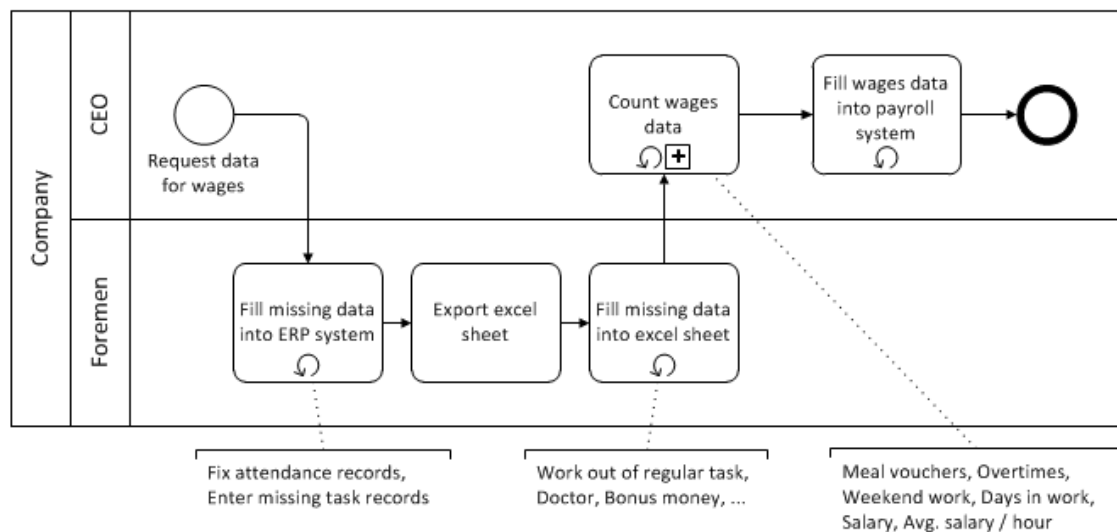 Company
CEO
Foremen
Request data
for wages
Count wages
data
Fill wages data
into payroll
system
Fill missing data
into ERP system
Export excel
sheet
Fill missing data
into excel sheet
Fix attendance records,
Enter missing task records
Work out of regular task,
Doctor, Bonus money, ...
Meal vouchers, Overtimes,
Weekend work, Days in work,
Salary, Avg. salary / hour